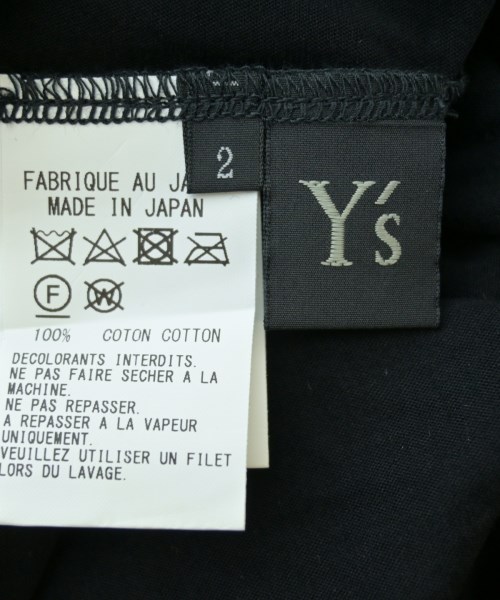 2
Y's
FABRIQUE AU JA
MADE IN JAPAN
F
W
100% COTON COTTON
DECOLORANTS INTERDITS.
NE PAS FAIRE SECHER A LA
MACHINE.
NE PAS REPASSER.
A REPASSER A LA VAPEUR
UNIQUEMENT.
VEUILLEZ UTILISER UN FILET
LORS DU LAVAGE.